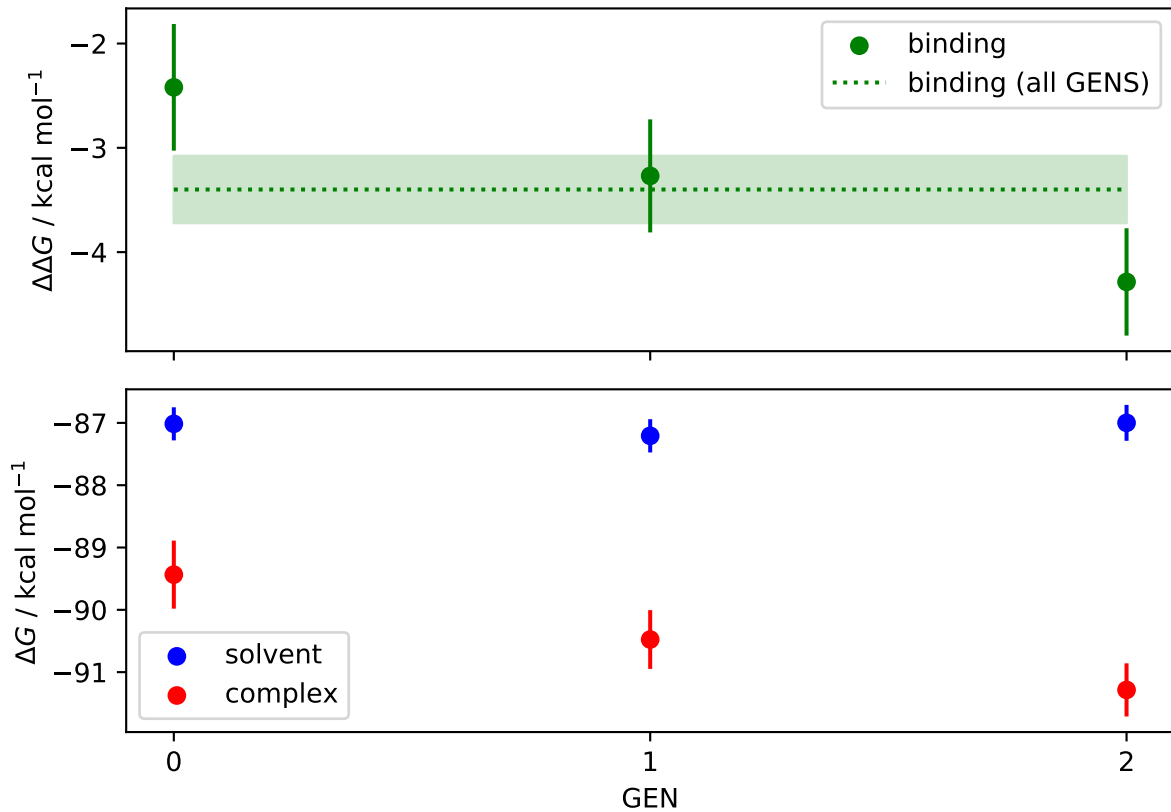 −2
−3
−4
ΔΔG / kcal mol⁻¹
binding
binding (all GENS)
−87
−88
−89
−90
−91
ΔG / kcal mol⁻¹
solvent
complex
0 1 2
GEN